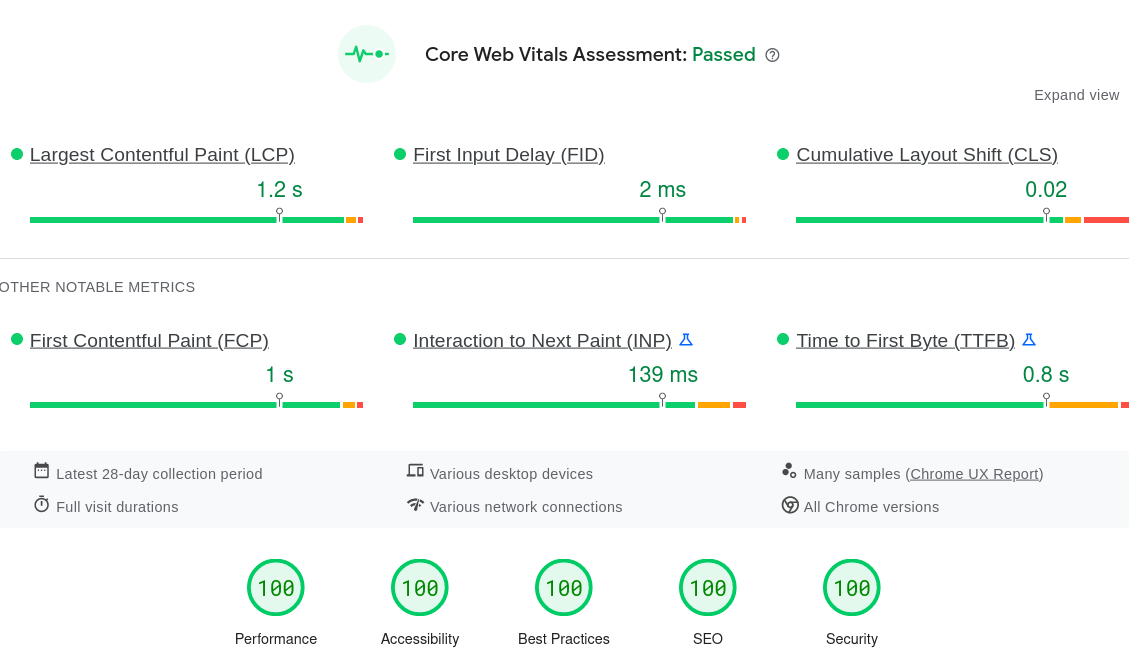 Core Web Vitals Assessment: Passed
Expand view
Largest Contentful Paint (LCP)
1.2 s
First Input Delay (FID)
2 ms
Cumulative Layout Shift (CLS)
0.02
OTHER NOTABLE METRICS
First Contentful Paint (FCP)
1 s
Interaction to Next Paint (INP)
139 ms
Time to First Byte (TTFB)
0.8 s
Latest 28-day collection period
Various desktop devices
Many samples (Chrome UX Report)
Full visit durations
Various network connections
All Chrome versions
100
Performance
100
Accessibility
100
Best Practices
100
SEO
100
Security